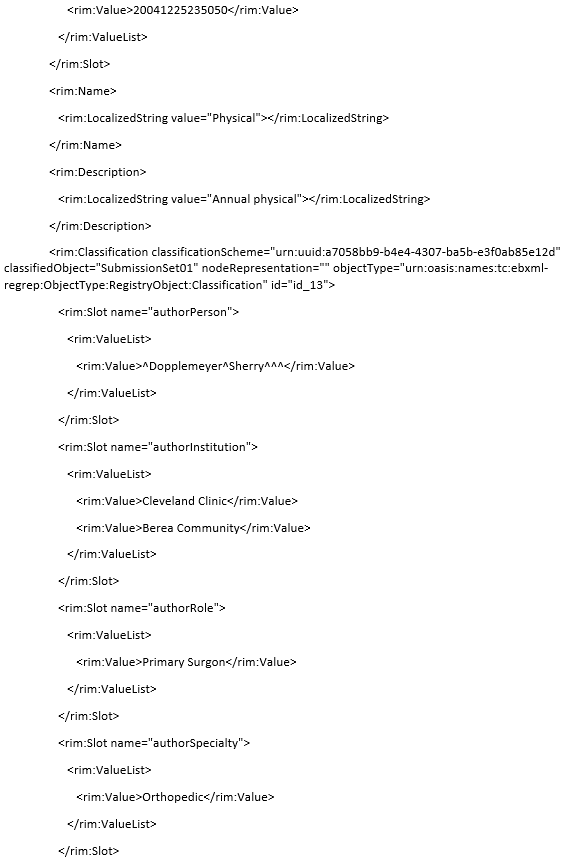 <rim:Value>20041225235050</rim:Value>
</rim:ValueList>
</rim:Slot>
<rim:Name>
<rim:LocalizedString value="Physical"></rim:LocalizedString>
</rim:Name>
<rim:Description>
<rim:LocalizedString value="Annual physical"></rim:LocalizedString>
</rim:Description>
<rim:Classification classificationScheme="urn:uuid:a7058bb9-b4e4-4307-ba5b-e3f0ab85e12d"
classifiedObject="SubmissionSet01" nodeRepresentation="" objectType="urn:oasis:names:tc:ebxml-
regrep:ObjectType:RegistryObject:Classification" id="id_13">
<rim:Slot name="authorPerson">
<rim:ValueList>
<rim:Value>^Dopplemeyer^Sherry^^^</rim:Value>
</rim:ValueList>
</rim:Slot>
<rim:Slot name="authorInstitution">
<rim:ValueList>
<rim:Value>Cleveland Clinic</rim:Value>
<rim:Value>Berea Community</rim:Value>
</rim:ValueList>
</rim:Slot>
<rim:Slot name="authorRole">
<rim:ValueList>
<rim:Value>Primary Surgon</rim:Value>
</rim:ValueList>
</rim:Slot>
<rim:Slot name="authorSpecialty">
<rim:ValueList>
<rim:Value>Orthopedic</rim:Value>
</rim:ValueList>
</rim:Slot>